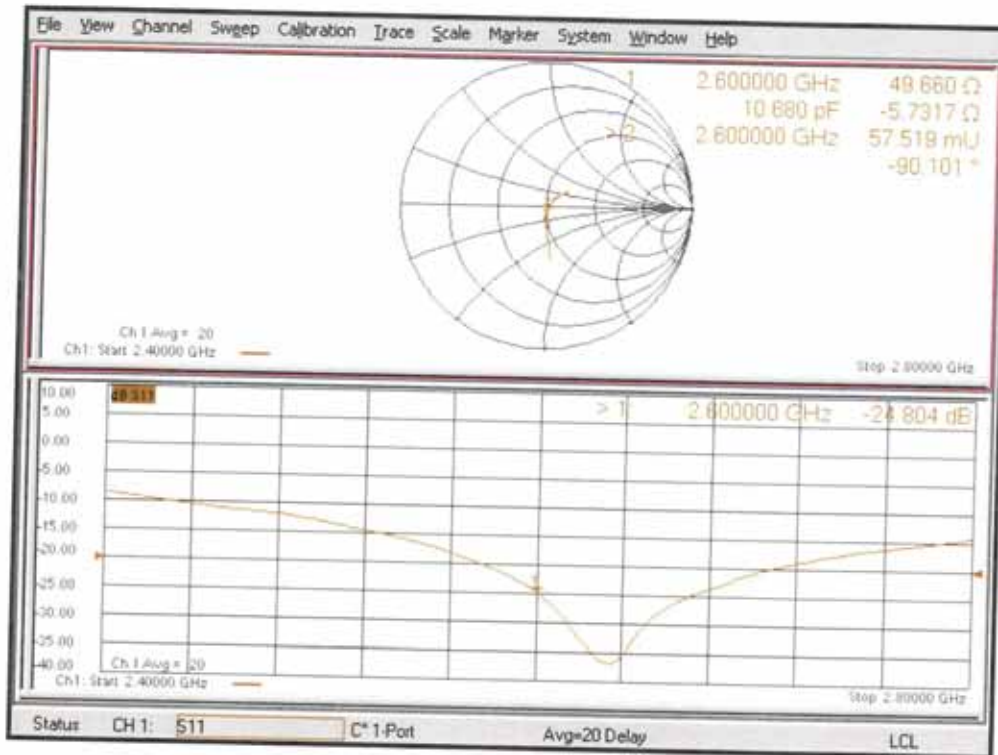 File View Channel Sweep Calibration Trace Scale Marker System Window Help
1 2.600000 GHz 49.660 Ω
10.680 pF -5.7317 Ω
> 2 2.600000 GHz 57.519 mU
-90.101 °
Ch 1 Avg = 20
Ch1: Start 2.40000 GHz
Stop 2.80000 GHz
10.00
dB S11
> 1 2.600000 GHz -24.804 dB
5.00
0.00
-5.00
-10.00
-15.00
-20.00
-25.00
-30.00
-35.00
-40.00
Ch 1 Avg = 20
Ch1: Start 2.40000 GHz
Stop 2.80000 GHz
Status CH 1: S11 C* 1-Port Avg=20 Delay LCL